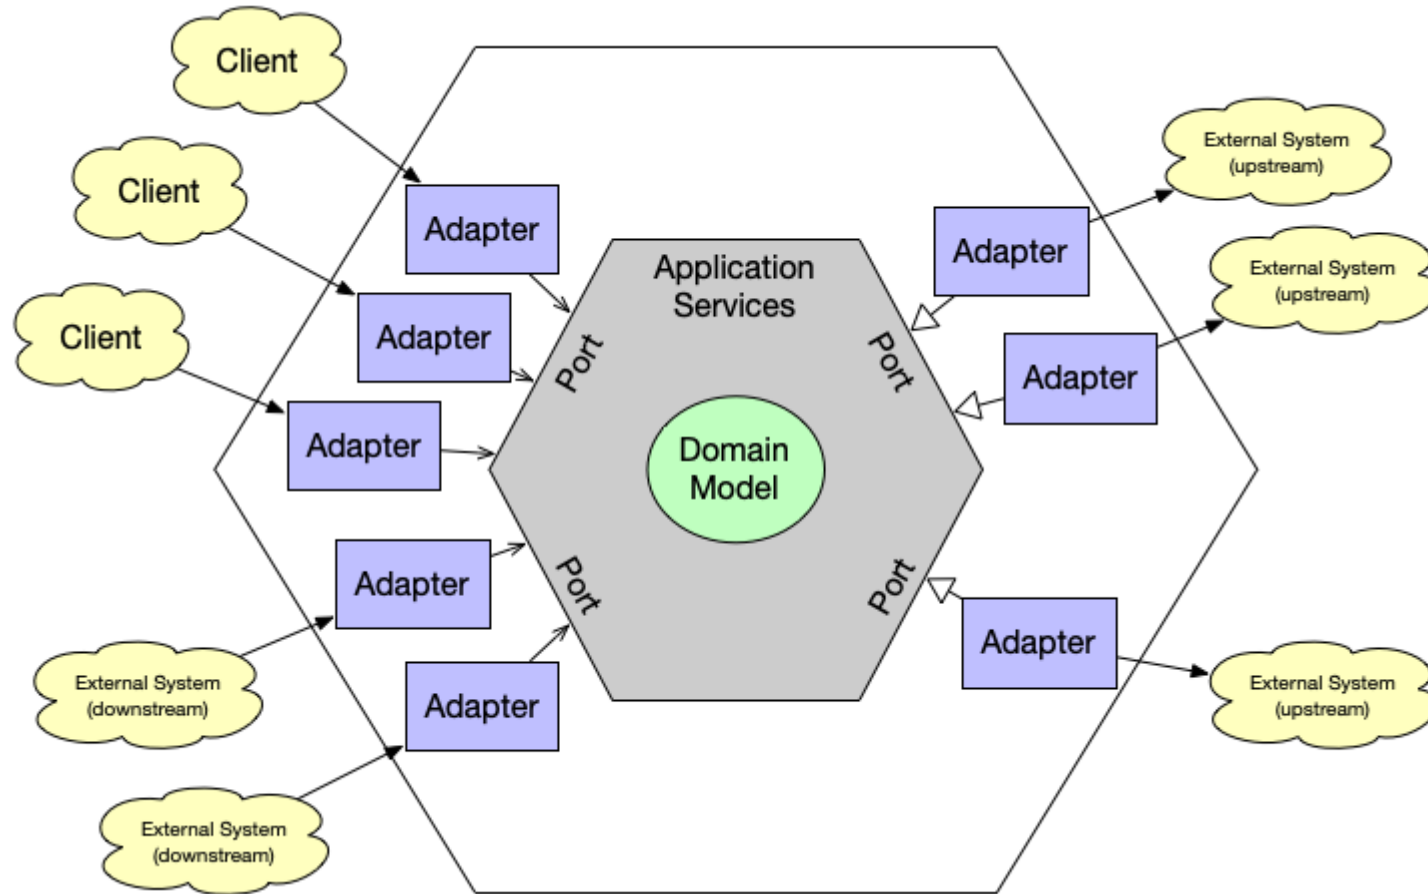 Client
Client
Client
Adapter
Adapter
Adapter
Adapter
Adapter
External System
(downstream)
External System
(downstream)
Application
Services
Port
Port
Port
Port
Domain
Model
Adapter
Adapter
Adapter
External System
(upstream)
External System
(upstream)
External System
(upstream)